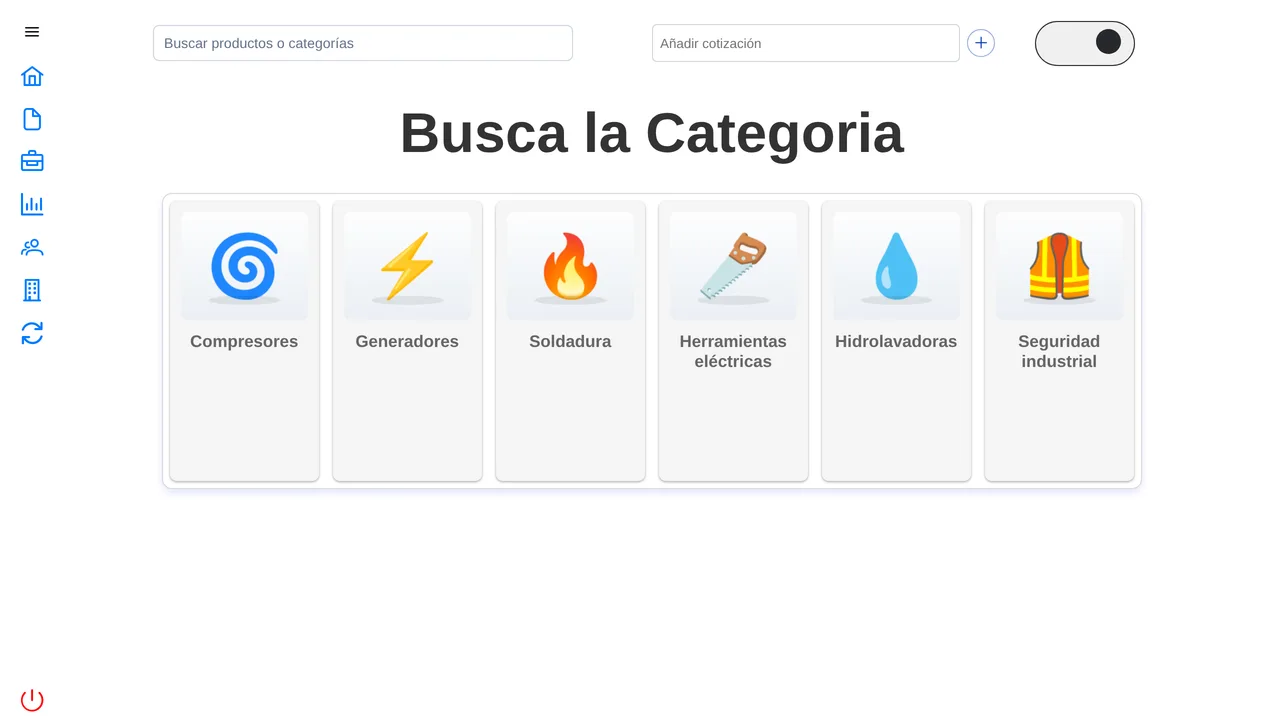 Buscar productos o categorías
Añadir cotización
Busca la Categoria
Compresores
Generadores
Soldadura
Herramientas
eléctricas
Hidrolavadoras
Seguridad
industrial